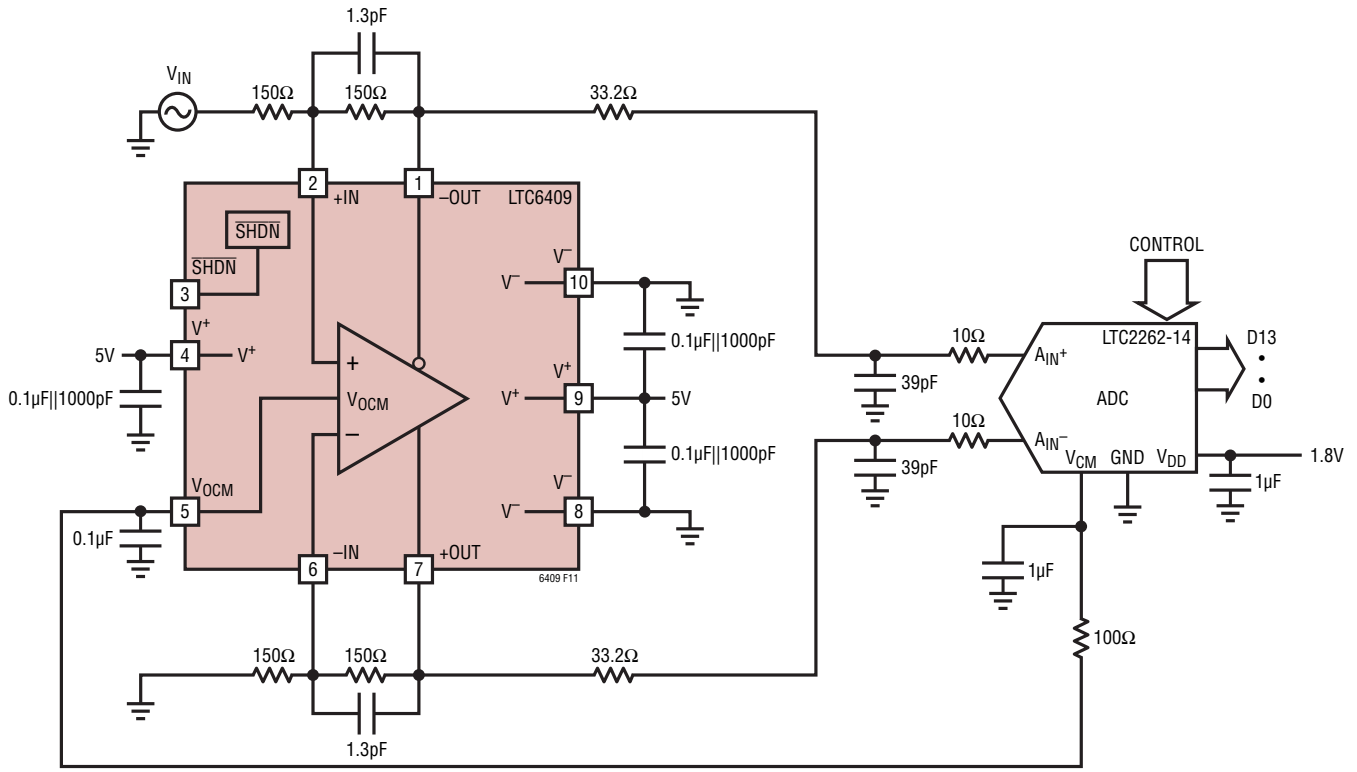 1.3pF
VIN
150Ω
150Ω
33.2Ω
2
1
+IN
–OUT
LTC6409
SHDN
SHDN
3
V–
V–
10
V+
4
V+
5V
0.1µF||1000pF
0.1µF||1000pF
+
VOCM
–
V+
V+
9
5V
0.1µF||1000pF
VOCM
5
0.1µF
V–
V–
8
–IN
+OUT
6
7
6409 F11
150Ω
150Ω
33.2Ω
1.3pF
CONTROL
10Ω
39pF
10Ω
39pF
AIN+
LTC2262-14
ADC
AIN–
VCM
GND
VDD
D13
•
•
D0
1.8V
1µF
1µF
100Ω